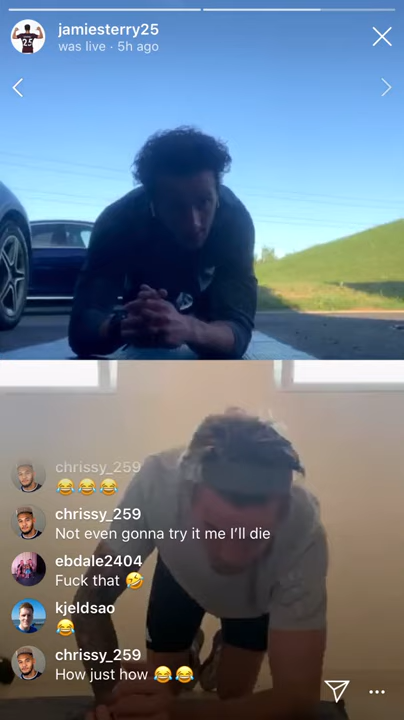 jamiesterry25
was live · 5h ago
25
chrissy_259
😂😂😂
chrissy_259
Not even gonna try it me I'll die
ebdale2404
Fuck that 🤣
kjeldsao
😂
chrissy_259
How just how 😂😂